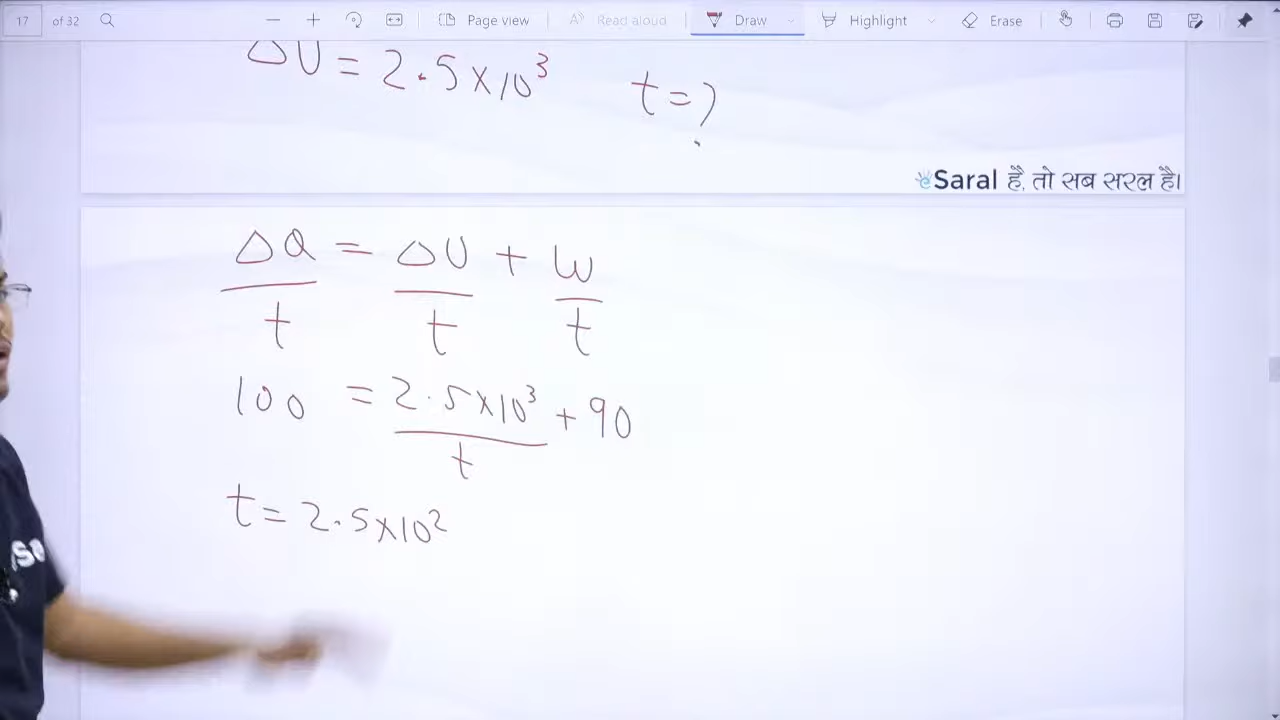 17 of 32 Page view Read aloud Draw Highlight Erase
ΔU = 2.5×10³ t = ?
eSaral है, तो सब सरल है।
ΔQ/t = ΔU/t + W/t
100 = 2.5×10³/t + 90
t = 2.5×10²